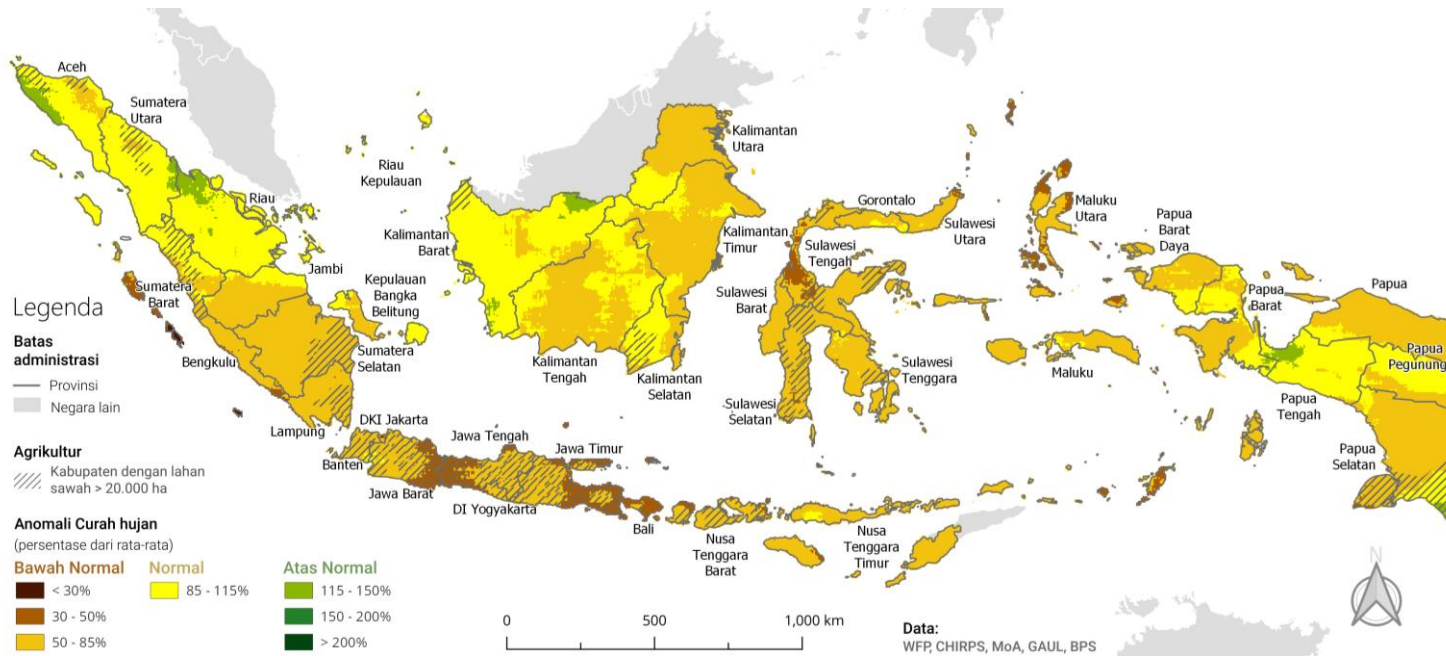 Aceh
Sumatera
Utara
Riau
Kepulauan
Riau
Kalimantan
Utara
Kalimantan
Barat
Jambi
Kepulauan
Bangka
Belitung
Sumatera
Barat
Bengkulu
Sumatera
Selatan
Lampung
Kalimantan
Tengah
Kalimantan
Selatan
Kalimantan
Timur
Gorontalo
Sulawesi
Utara
Sulawesi
Tengah
Sulawesi
Barat
Sulawesi
Tenggara
Sulawesi
Selatan
Maluku
Utara
Maluku
Papua
Barat
Daya
Papua
Barat
Papua
Papua
Pegunung
Papua
Tengah
Papua
Selatan
DKI Jakarta
Banten
Jawa Barat
Jawa Tengah
DI Yogyakarta
Jawa Timur
Bali
Nusa
Tenggara
Barat
Nusa
Tenggara
Timur
Legenda
Batas
administrasi
Provinsi
Negara lain
Agrikultur
Kabupaten dengan lahan
sawah > 20.000 ha
Anomali Curah hujan
(persentase dari rata-rata)
Bawah Normal
< 30%
30 - 50%
50 - 85%
Normal
85 - 115%
Atas Normal
115 - 150%
150 - 200%
> 200%
0 500 1,000 km
Data:
WFP, CHIRPS, MoA, GAUL, BPS
N